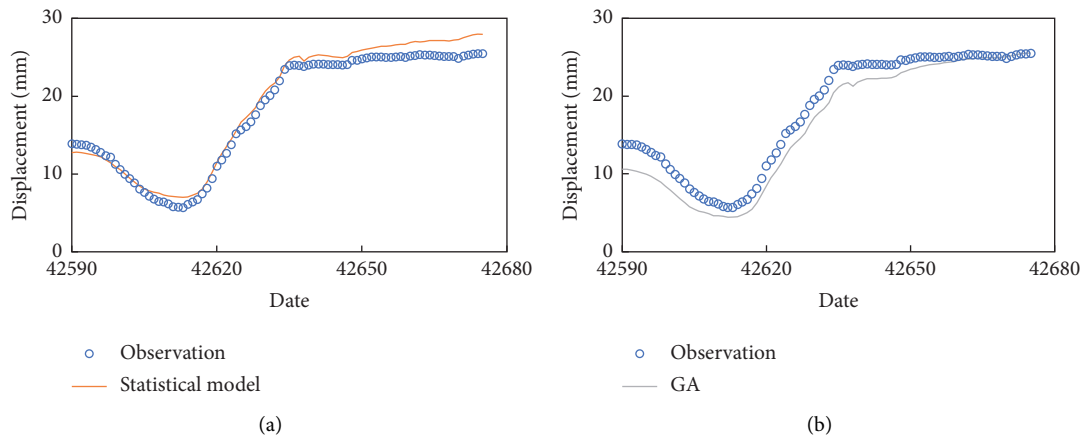 30
20
10
0
Displacement (mm)
42590
42620
42650
42680
Date
Observation
Statistical model
(a)
30
20
10
0
Displacement (mm)
42590
42620
42650
42680
Date
Observation
GA
(b)